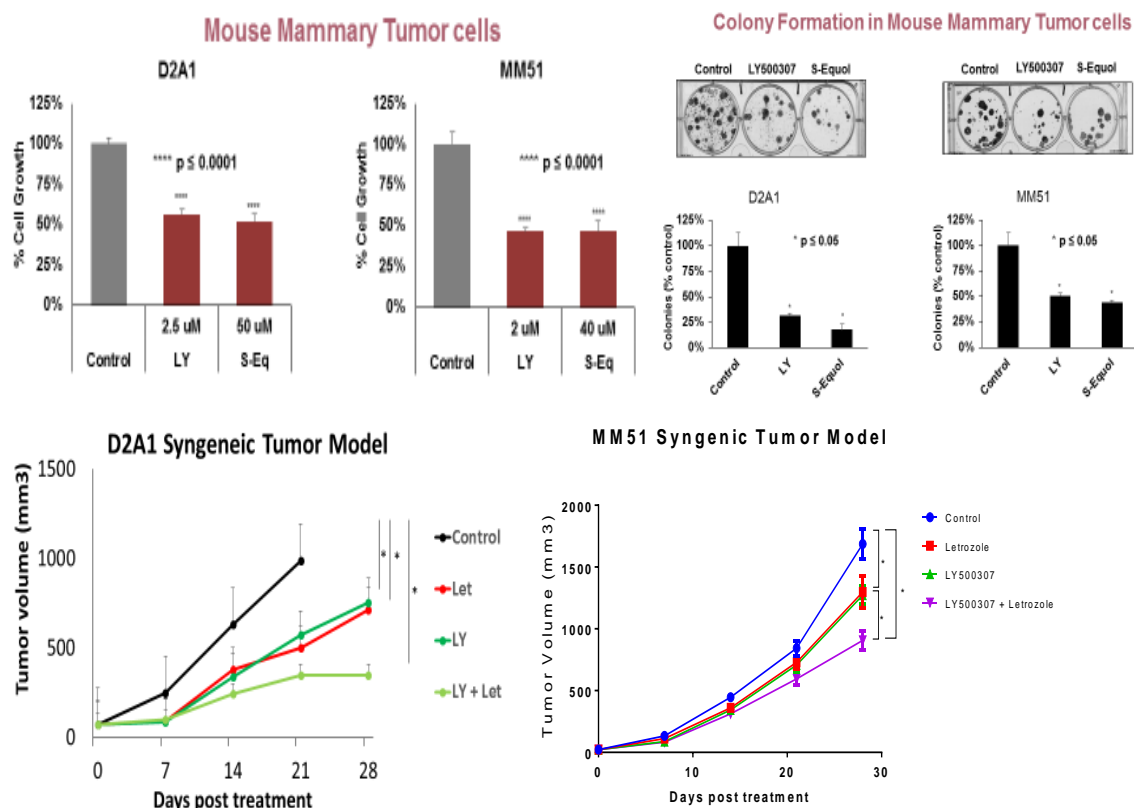 Mouse Mammary Tumor cells
D2A1
125%
100%
75%
50%
25%
0%
% Cell Growth
**** p ≤ 0.0001
****
****
2.5 uM
50 uM
Control
LY
S-Eq
MM51
125%
100%
75%
50%
25%
0%
% Cell Growth
**** p ≤ 0.0001
****
****
2 uM
40 uM
Control
LY
S-Eq
Colony Formation in Mouse Mammary Tumor cells
Control LY500307 S-Equol
Control LY500307 S-Equol
D2A1
125%
100%
75%
50%
25%
0%
Colonies (% control)
* p ≤ 0.05
*
*
Control
LY
S-Equol
MM51
125%
100%
75%
50%
25%
0%
Colonies (% control)
* p ≤ 0.05
*
*
Control
LY
S-Equol
D2A1 Syngeneic Tumor Model
1500
1000
500
0
Tumor volume (mm3)
0 7 14 21 28
Days post treatment
* *
*
Control
Let
LY
LY + Let
MM51 Syngenic Tumor Model
2000
1500
1000
500
0
Tumor Volume (mm3)
0 10 20 30
Days post treatment
*
*
*
Control
Letrozole
LY500307
LY500307 + Letrozole